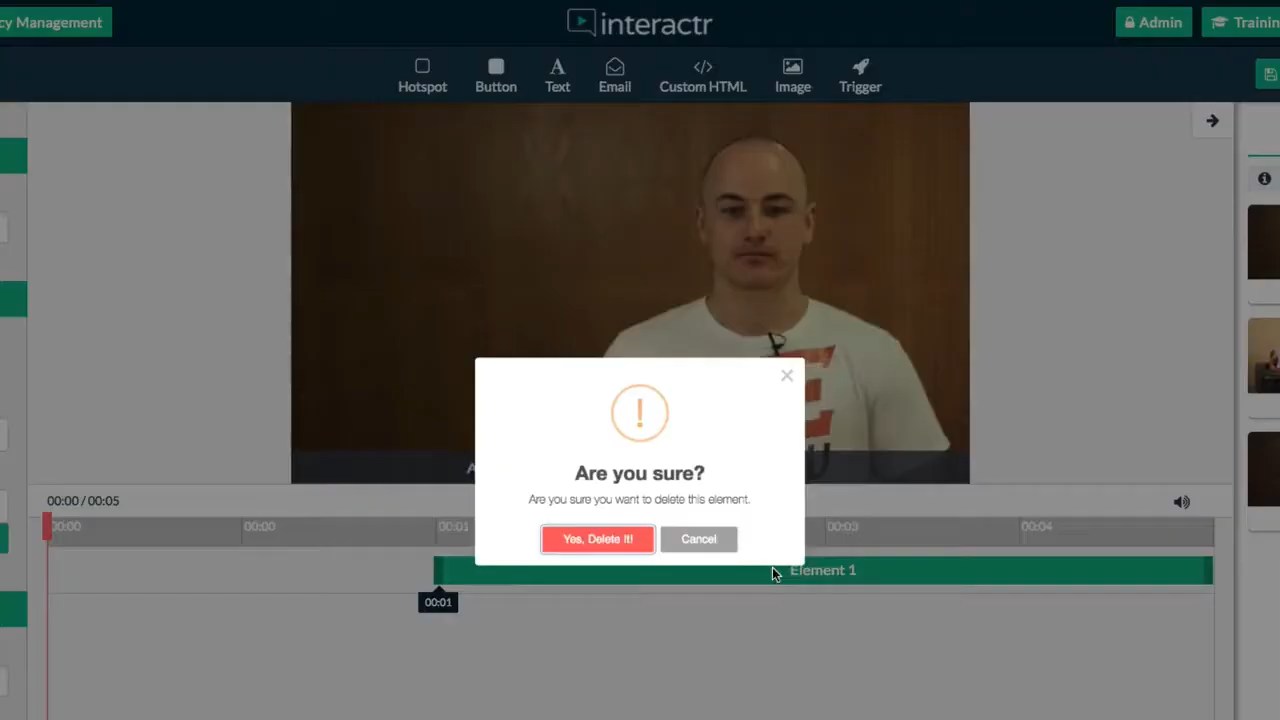 cy Management
interactr
Admin
Trainin
Hotspot
Button
Text
Email
Custom HTML
Image
Trigger
Are you sure?
Are you sure you want to delete this element.
Yes, Delete It!
Cancel
00:00 / 00:05
00:00
00:00
00:01
00:03
00:04
Element 1
00:01